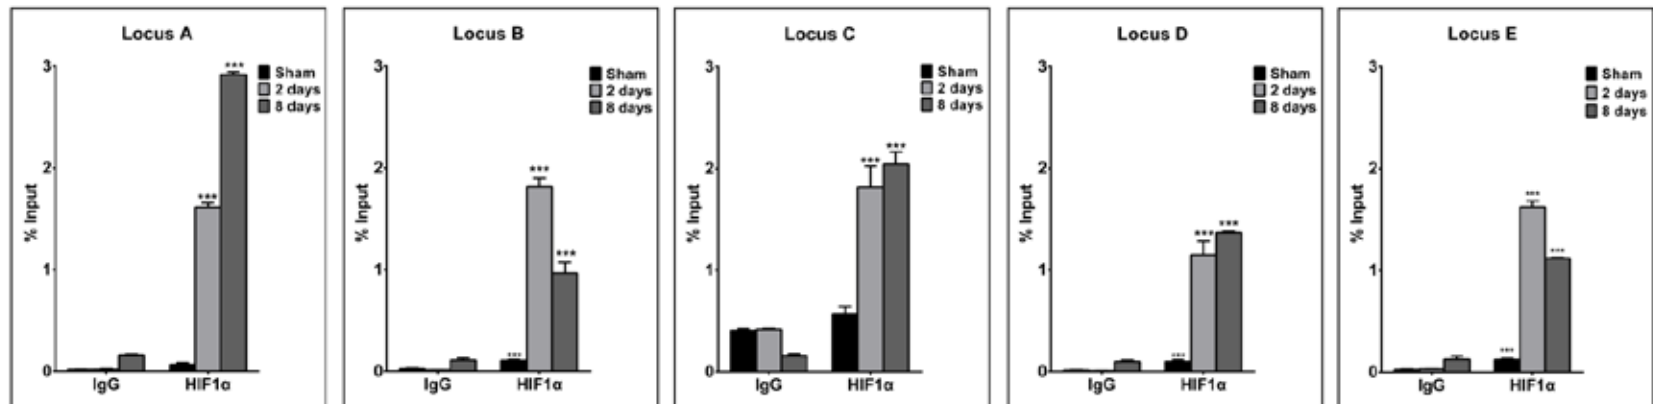 Locus A
% Input
3
2
1
0
***
***
Sham
2 days
8 days
IgG
HIF1α
Locus B
% Input
3
2
1
0
***
***
***
Sham
2 days
8 days
IgG
HIF1α
Locus C
% Input
3
2
1
0
***
***
Sham
2 days
8 days
IgG
HIF1α
Locus D
% Input
3
2
1
0
***
***
***
Sham
2 days
8 days
IgG
HIF1α
Locus E
% Input
3
2
1
0
***
***
***
Sham
2 days
8 days
IgG
HIF1α